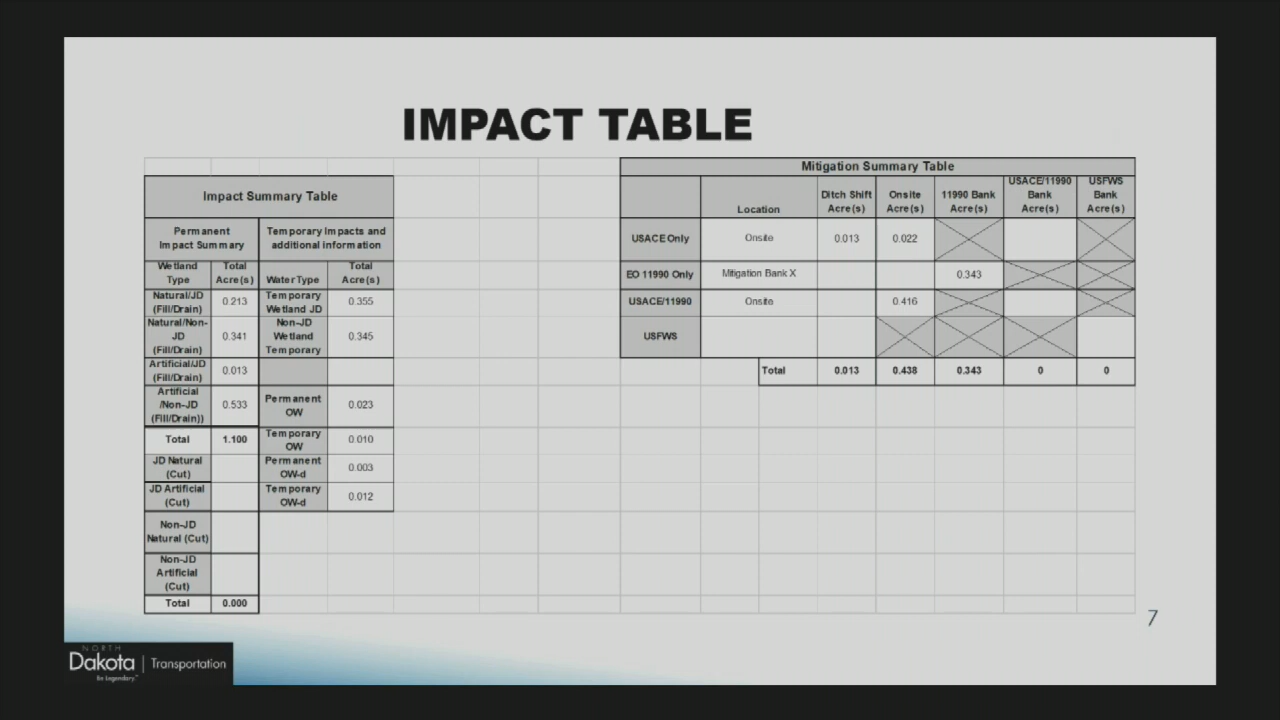 IMPACT TABLE
Impact Summary Table
Permanent
Impact Summary
Temporary Impacts and
additional information
Wetland
Type
Total
Acre(s)
Water Type
Total
Acre(s)
Natural/JD
(Fill/Drain)
0.213
Temporary
Wetland JD
0.355
Natural/Non-
JD
(Fill/Drain)
0.341
Non-JD
Wetland
Temporary
0.345
Artificial/JD
(Fill/Drain)
0.013
Artificial
/Non-JD
(Fill/Drain))
0.533
Permanent
OW
0.023
Total
1.100
Temporary
OW
0.010
JD Natural
(Cut)
Permanent
OW-d
0.003
JD Artificial
(Cut)
Temporary
OW-d
0.012
Non-JD
Natural (Cut)
Non-JD
Artificial
(Cut)
Total
0.000
Mitigation Summary Table
Location
Ditch Shift
Acre(s)
Onsite
Acre(s)
11990 Bank
Acre(s)
USACE/11990
Bank
Acre(s)
USFWS
Bank
Acre(s)
USACE Only
Onsite
0.013
0.022
EO 11990 Only
Mitigation Bank X
0.343
USACE/11990
Onsite
0.416
USFWS
Total
0.013
0.438
0.343
0
0
7
NORTH
Dakota | Transportation
Be Legendary.™